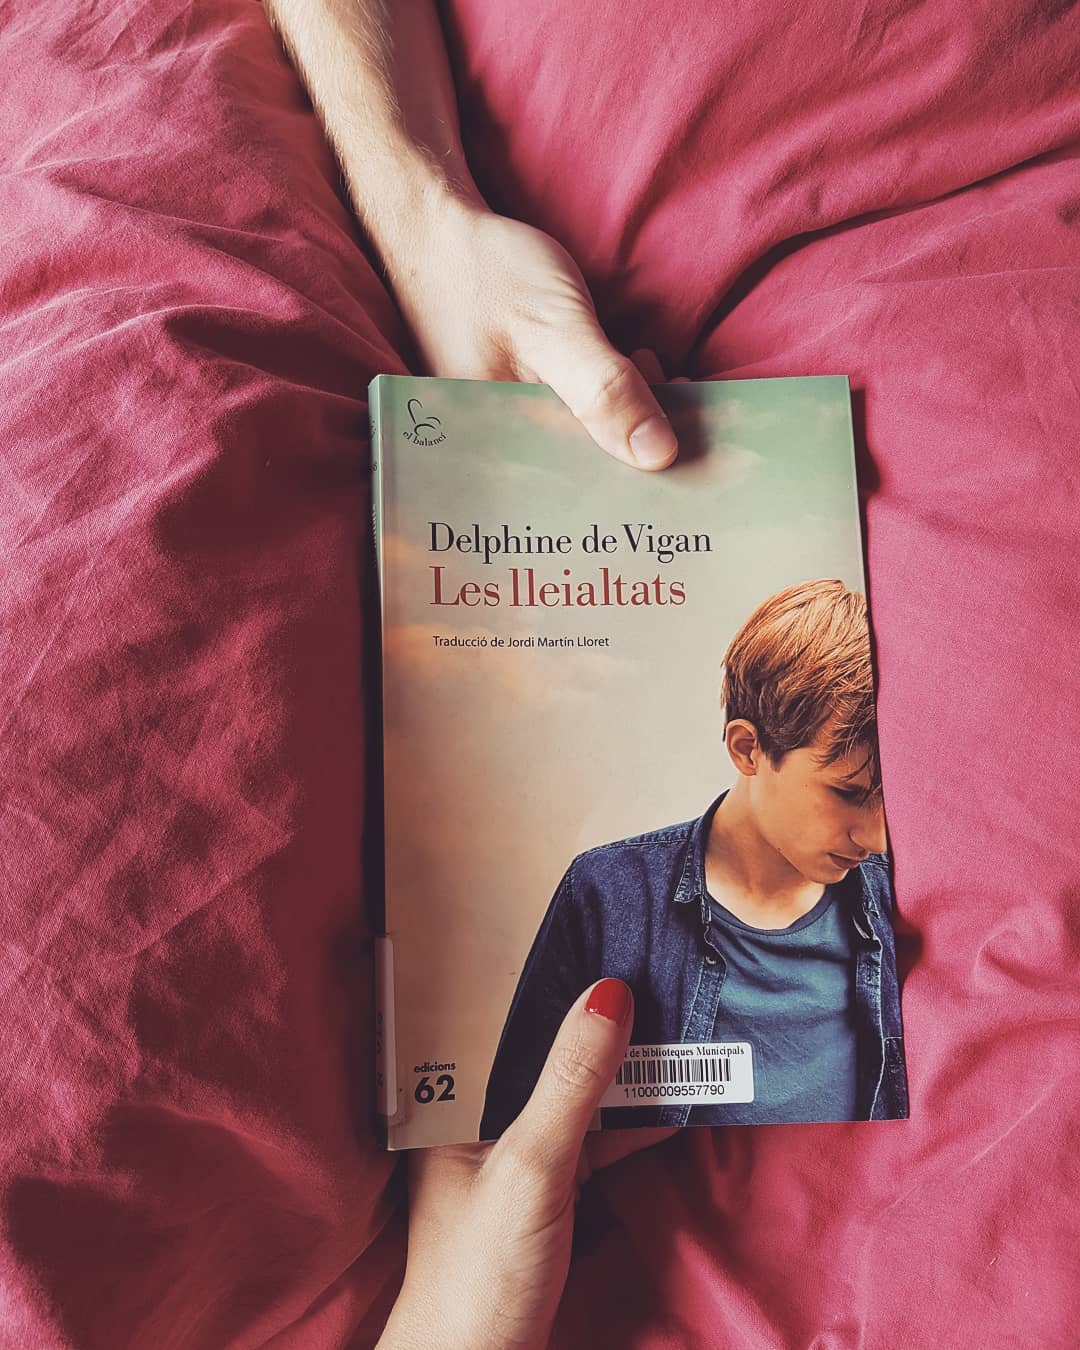 el balancí
Delphine de Vigan
Les lleialtats
Traducció de Jordi Martín Lloret
edicions
62
de biblioteques Municipals
11000009557790